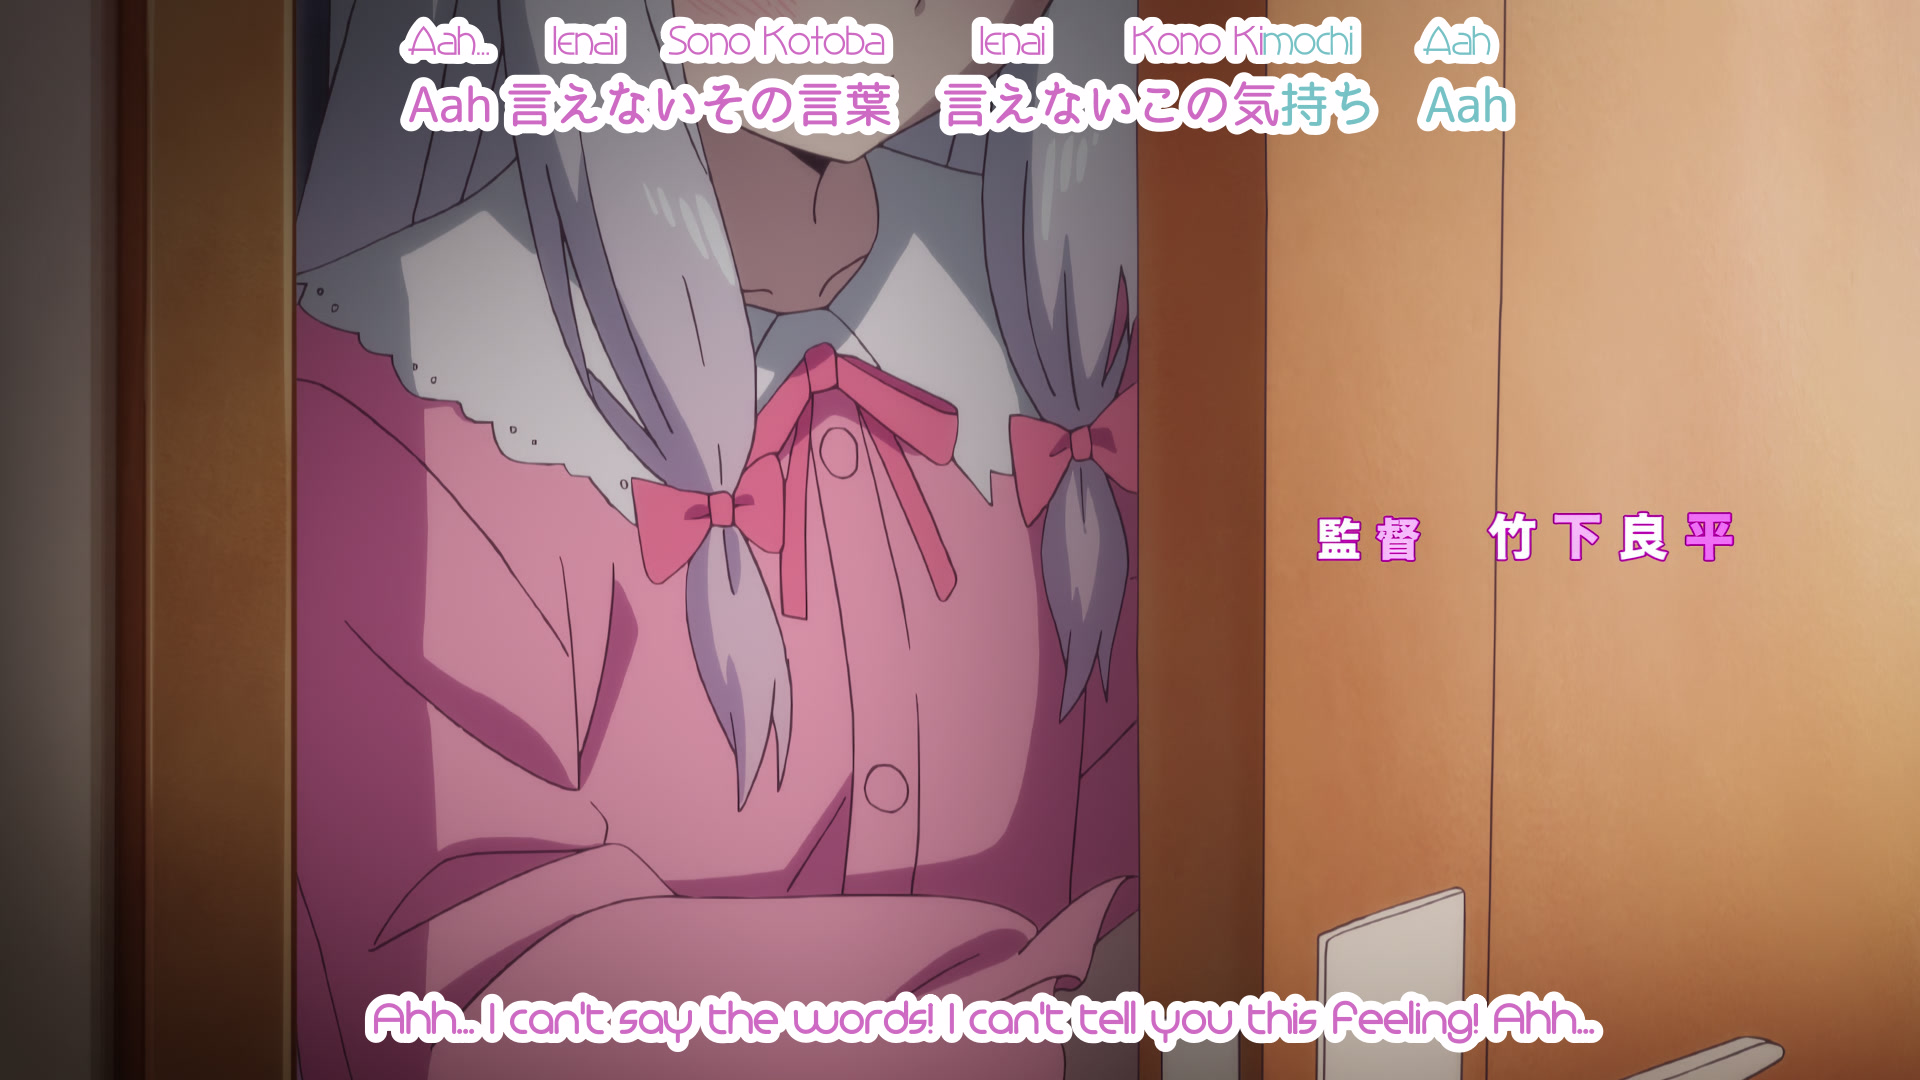 Aah... Ienai Sono Kotoba Ienai Kono Kimochi Aah
Aah 言えないその言葉 言えないこの気持ち Aah
監督 竹下良平
Ahh... I can't say the words! I can't tell you this feeling! Ahh...